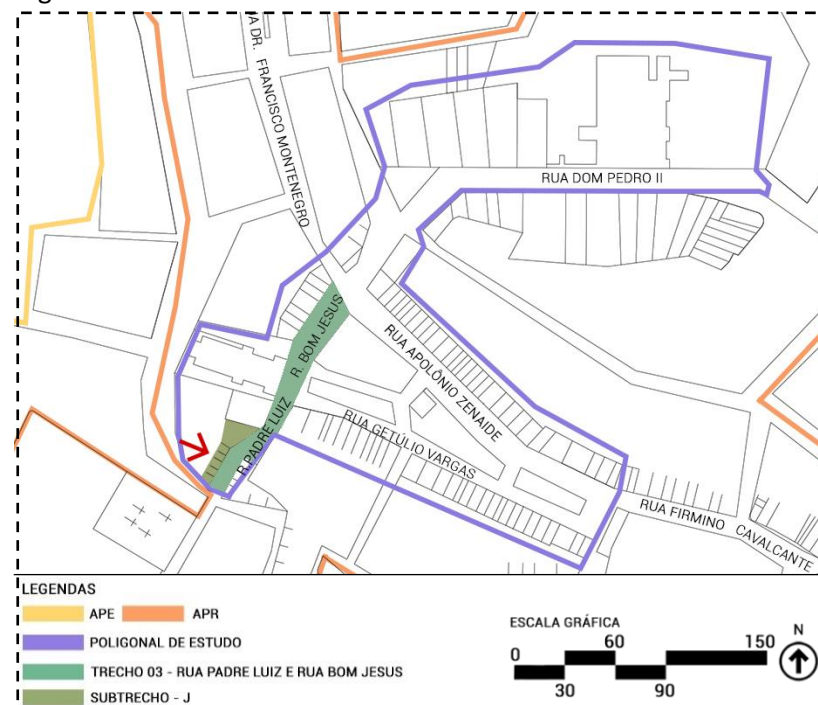 A DR. FRANCISCO MONTENEGRO
RUA DOM PEDRO II
R. BOM JESUS
RUA APOLÔNIO ZENAIDE
R.PADRE LUIZ
RUA GETÚLIO VARGAS
RUA FIRMINO CAVALCANTE
LEGENDAS
APE APR
POLIGONAL DE ESTUDO
TRECHO 03 - RUA PADRE LUIZ E RUA BOM JESUS
SUBTRECHO - J
ESCALA GRÁFICA
0 60 150
30 90
N